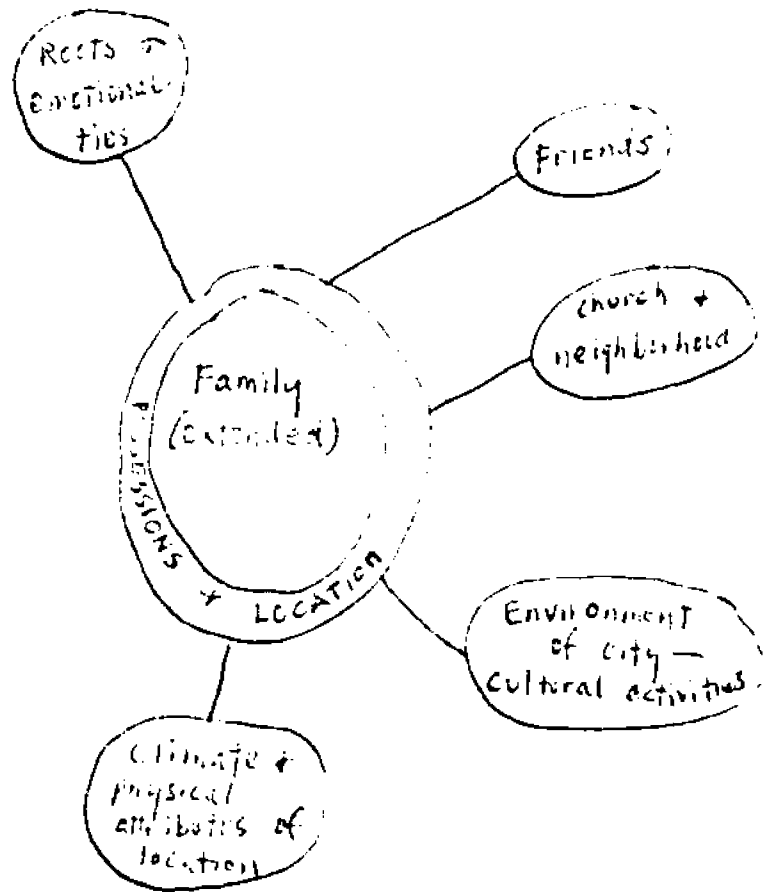 Roots +
emotional
ties
Friends
church +
neighborhood
Family
(Extended)
POSSESSIONS + LOCATION
Environment
of city —
cultural activities
Climate +
physical
attributes of
location